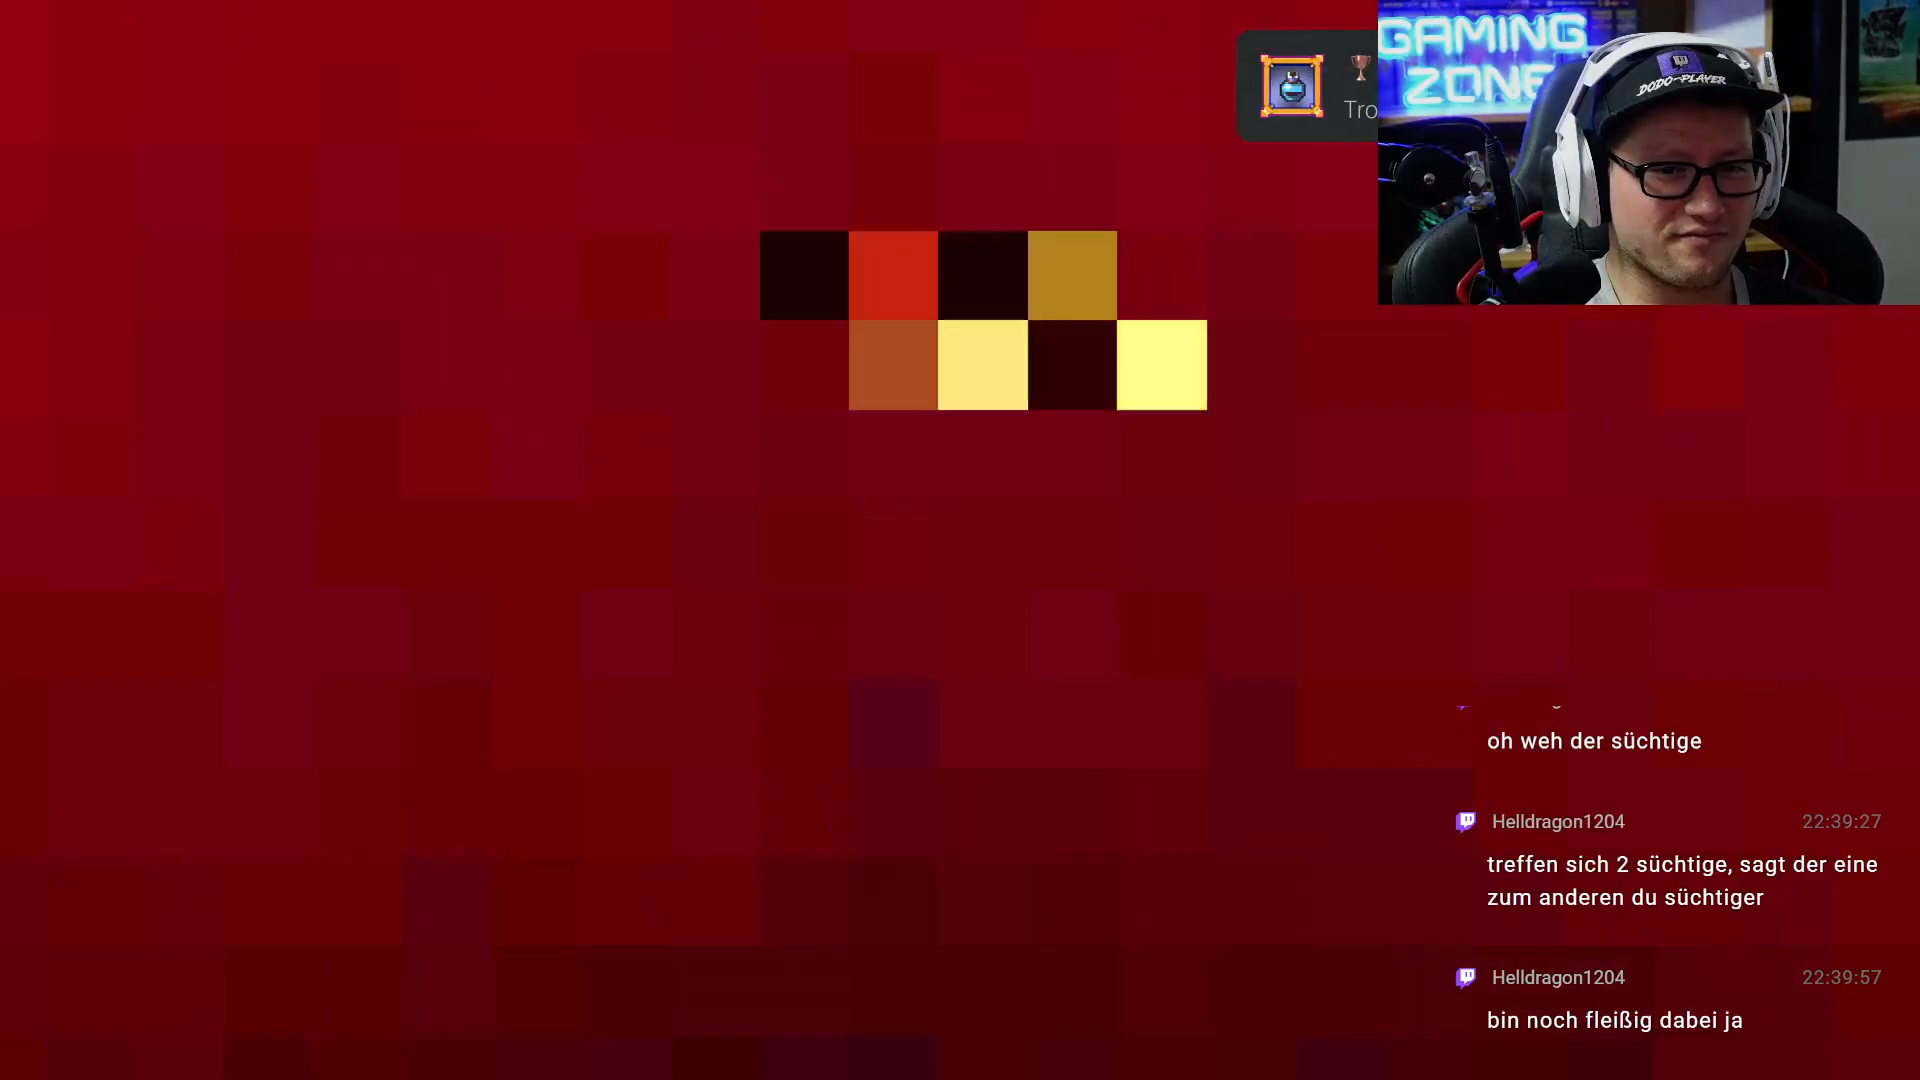 GAMING
ZONE
DODO-PLAYER
Tro
oh weh der süchtige
Helldragon1204 22:39:27
treffen sich 2 süchtige, sagt der eine
zum anderen du süchtiger
Helldragon1204 22:39:57
bin noch fleißig dabei ja